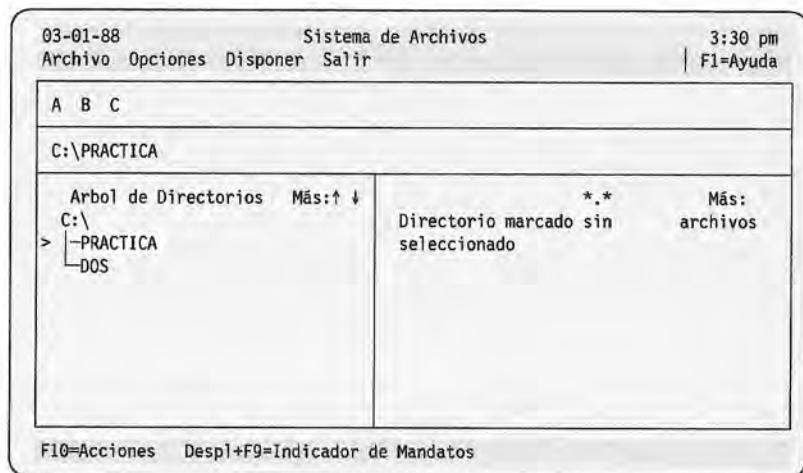 03-01-88 Sistema de Archivos 3:30 pm
Archivo Opciones Disponer Salir F1=Ayuda
A B C
C:\PRACTICA
Arbol de Directorios Más:↑ ↓
C:\
> PRACTICA
DOS
*.* Más:
Directorio marcado sin archivos
seleccionado
F10=Acciones Despl+F9=Indicador de Mandatos